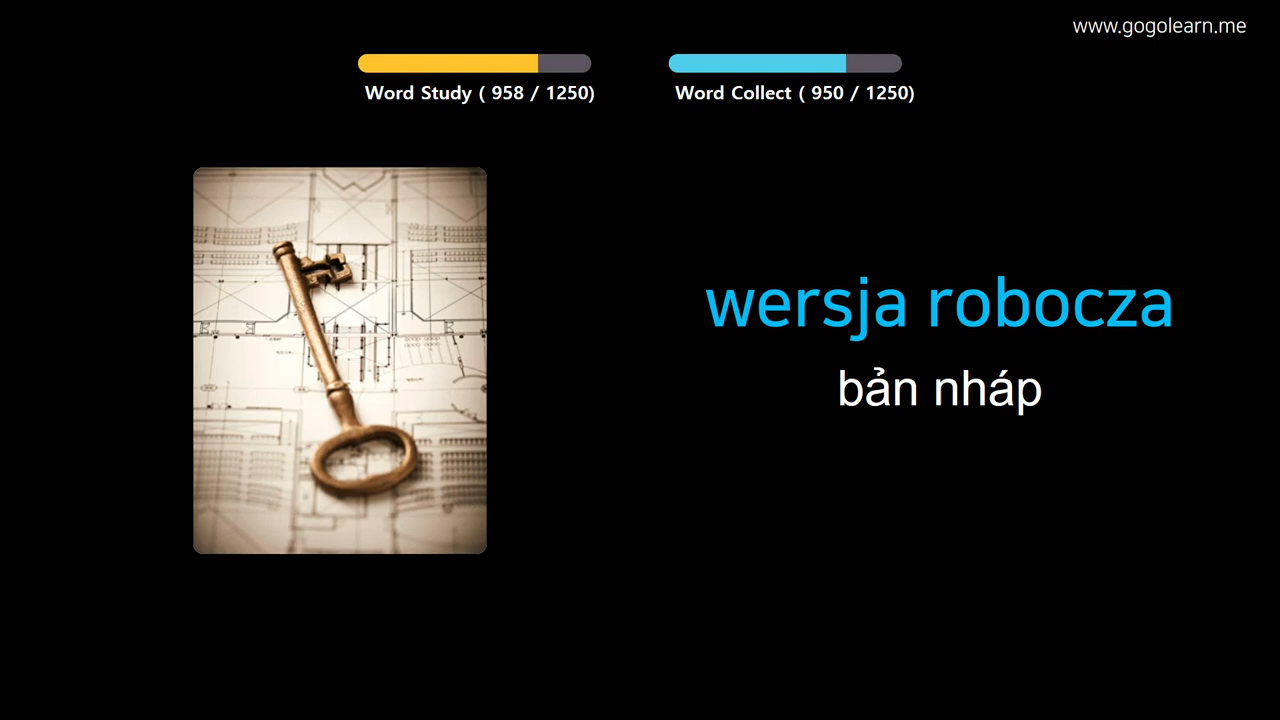 www.gogolearn.me
Word Study ( 958 / 1250)
Word Collect ( 950 / 1250)
wersja robocza
bản nháp